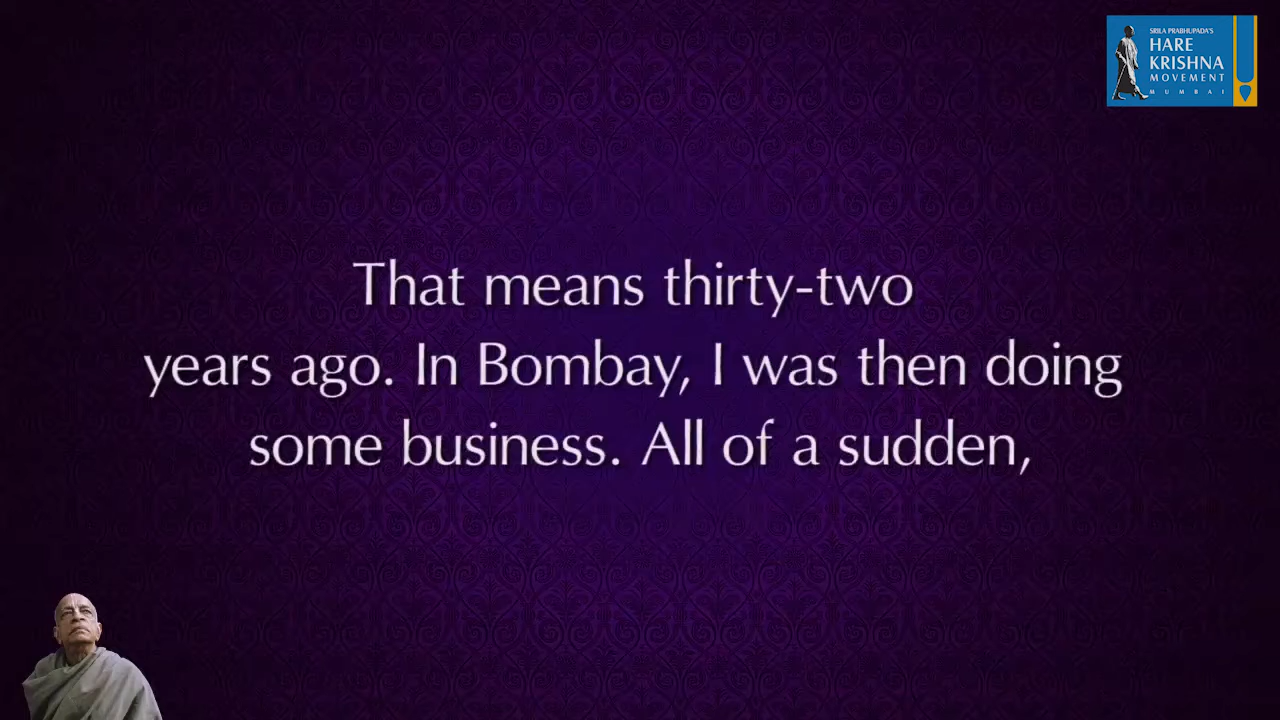 SRILA PRABHUPADA'S
HARE
KRISHNA
MOVEMENT
MUMBAI
That means thirty-two
years ago. In Bombay, I was then doing
some business. All of a sudden,